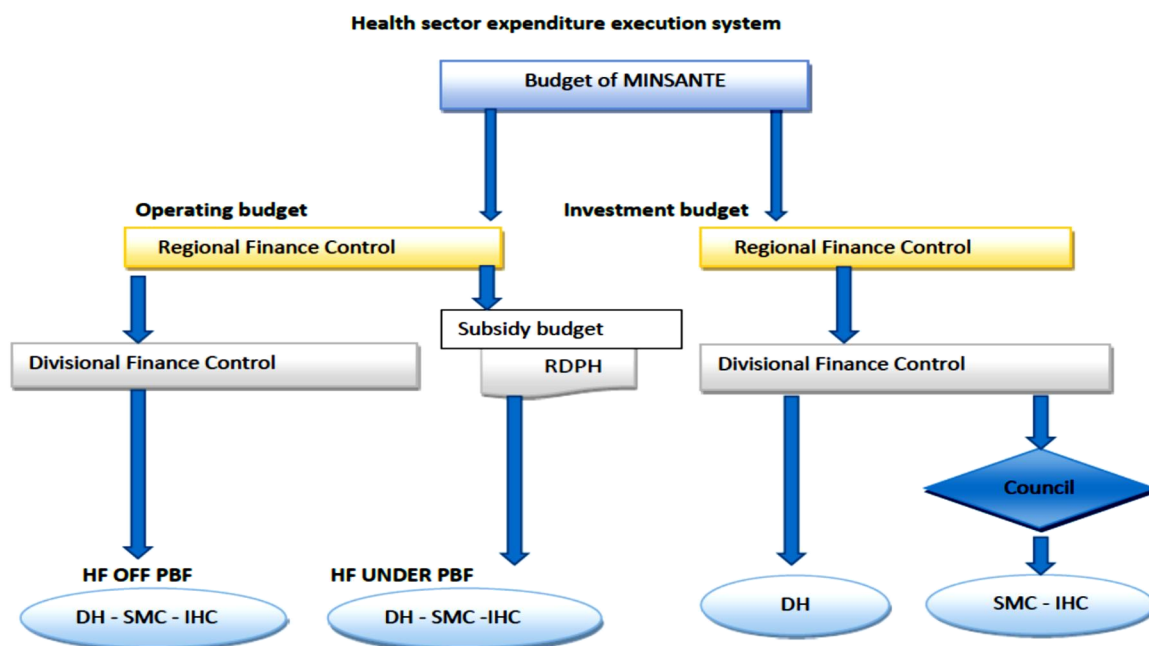 Health sector expenditure execution system
Budget of MINSANTE
Operating budget
Investment budget
Regional Finance Control
Regional Finance Control
Subsidy budget
RDPH
Divisional Finance Control
Divisional Finance Control
Council
HF OFF PBF
HF UNDER PBF
DH - SMC - IHC
DH - SMC -IHC
DH
SMC - IHC